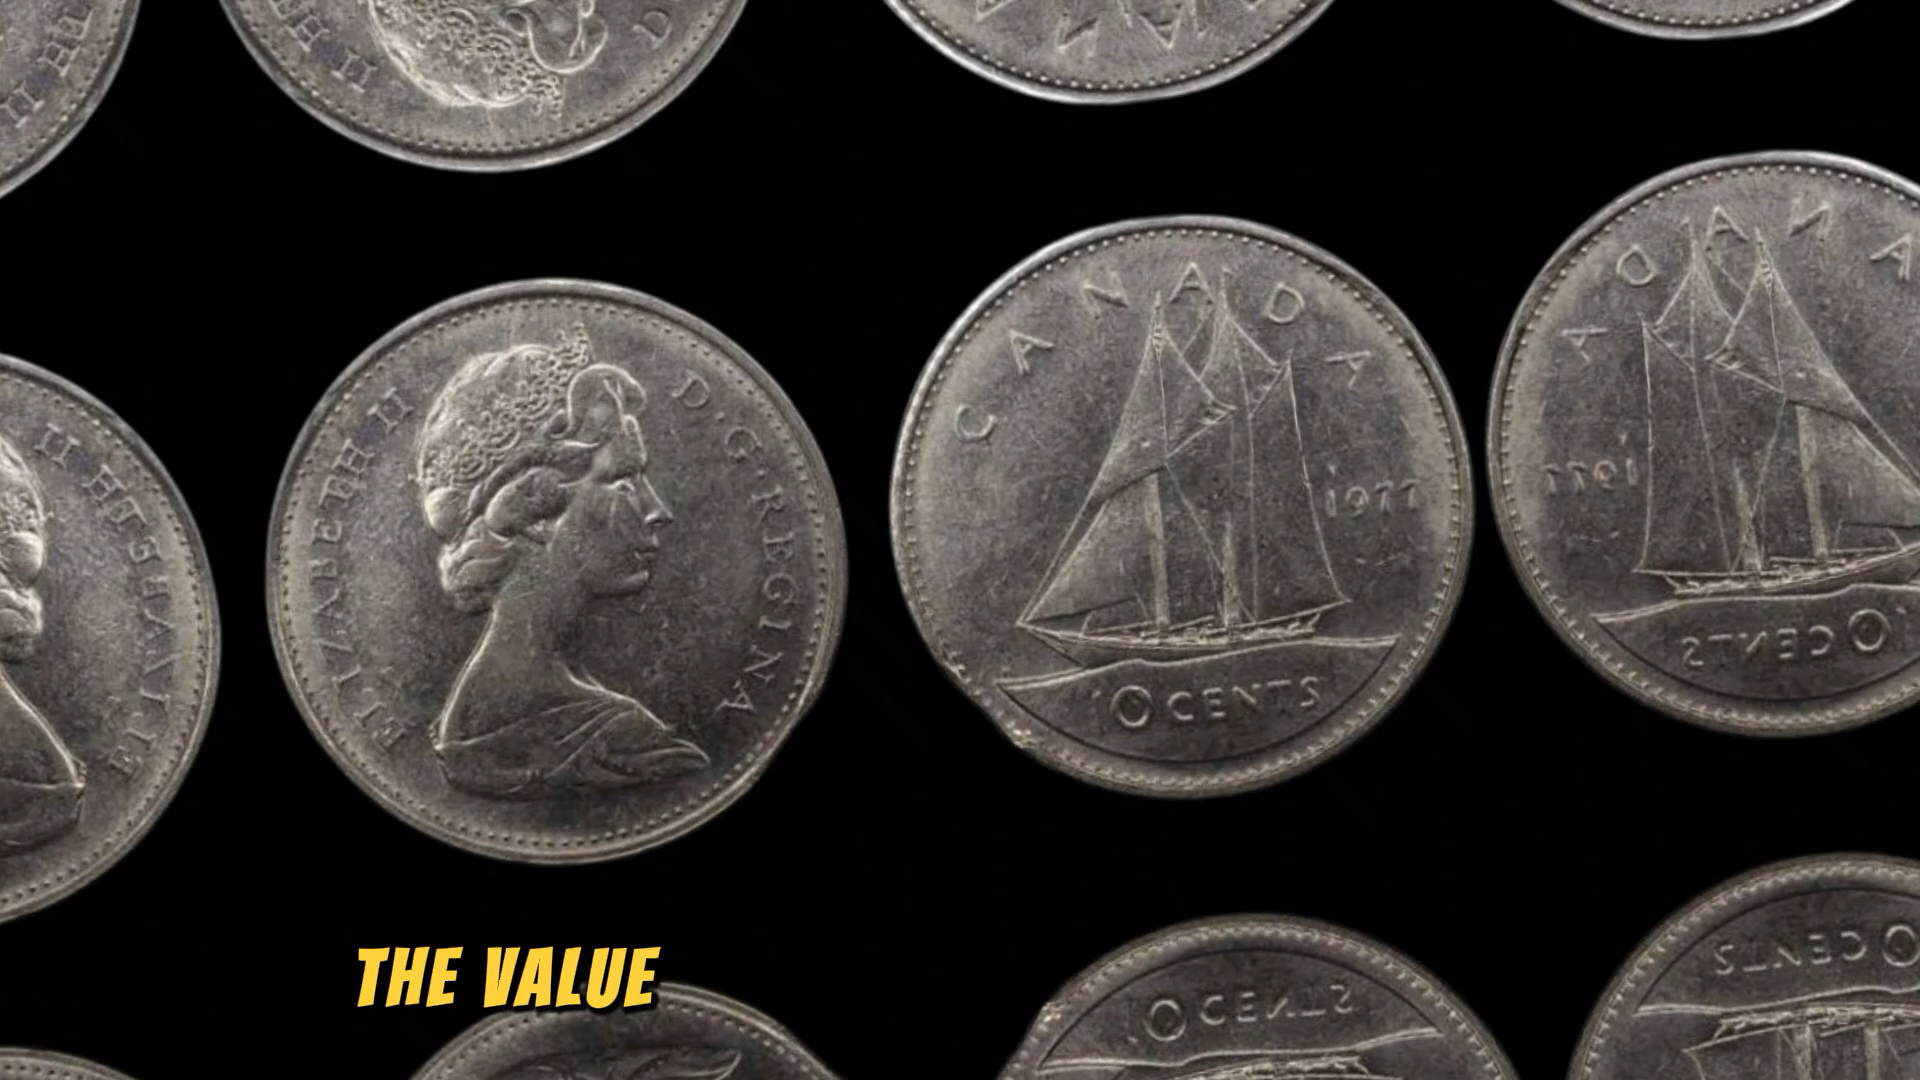 ELIZABETH II D·G·REGINA
CANADA
1977
10 CENTS
THE VALUE